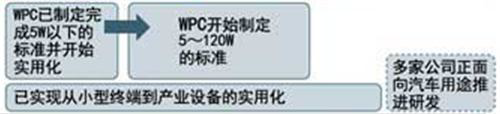 WPC已制定完
成5W以下的
标准并开始
实用化
WPC开始制定
5～120W
的标准
已实现从小型终端到产业设备的实用化
多家公司正面
向汽车用途推
进研发